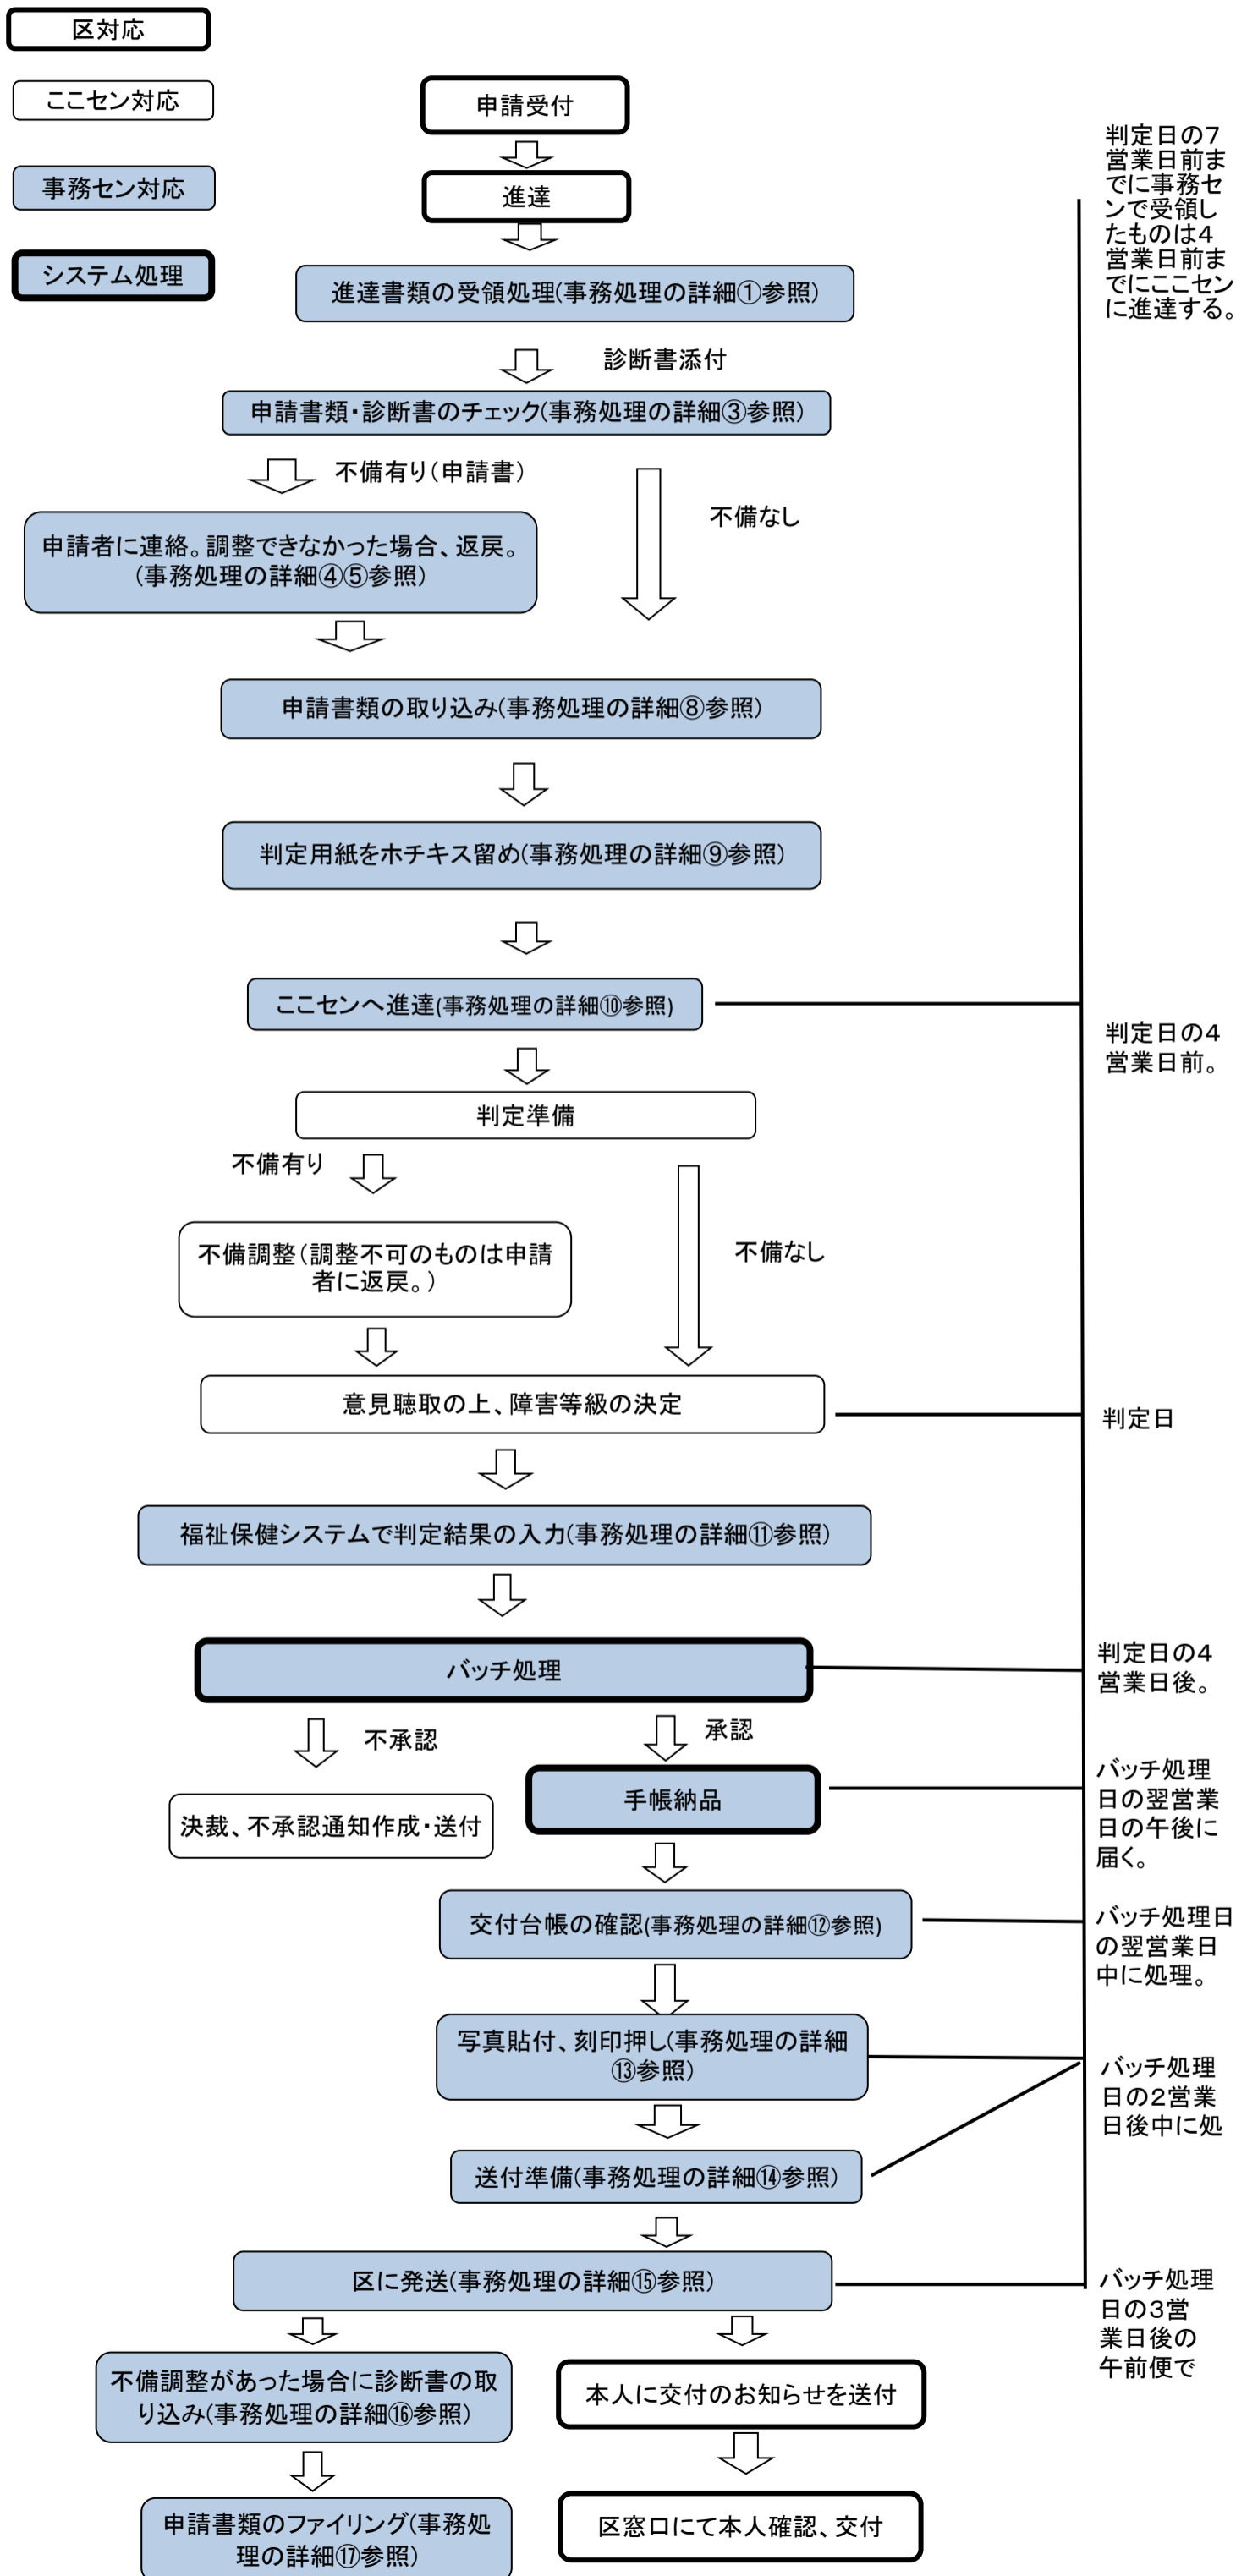 区対応
ここセン対応
事務セン対応
システム処理
申請受付
進達
進達書類の受領処理(事務処理の詳細①参照)
判定日の7
営業日前ま
でに事務セ
ンで受領し
たものは4
営業日前ま
でにここセン
に進達する。
診断書添付
申請書類・診断書のチェック(事務処理の詳細③参照)
不備有り(申請書)
不備なし
申請者に連絡。調整できなかった場合、返戻。
(事務処理の詳細④⑤参照)
申請書類の取り込み(事務処理の詳細⑧参照)
判定用紙をホチキス留め(事務処理の詳細⑨参照)
ここセンへ進達(事務処理の詳細⑩参照)
判定日の4
営業日前。
判定準備
不備有り
不備なし
不備調整(調整不可のものは申請
者に返戻。)
意見聴取の上、障害等級の決定
判定日
福祉保健システムで判定結果の入力(事務処理の詳細⑪参照)
バッチ処理
判定日の4
営業日後。
不承認
承認
決裁、不承認通知作成・送付
手帳納品
バッチ処理
日の翌営業
日の午後に
届く。
交付台帳の確認(事務処理の詳細⑫参照)
バッチ処理日
の翌営業日
中に処理。
写真貼付、刻印押し(事務処理の詳細
⑬参照)
バッチ処理
日の2営業
日後中に処
送付準備(事務処理の詳細⑭参照)
区に発送(事務処理の詳細⑮参照)
バッチ処理
日の3営
業日後の
午前便で
不備調整があった場合に診断書の取
り込み(事務処理の詳細⑯参照)
本人に交付のお知らせを送付
申請書類のファイリング(事務処
理の詳細⑰参照)
区窓口にて本人確認、交付